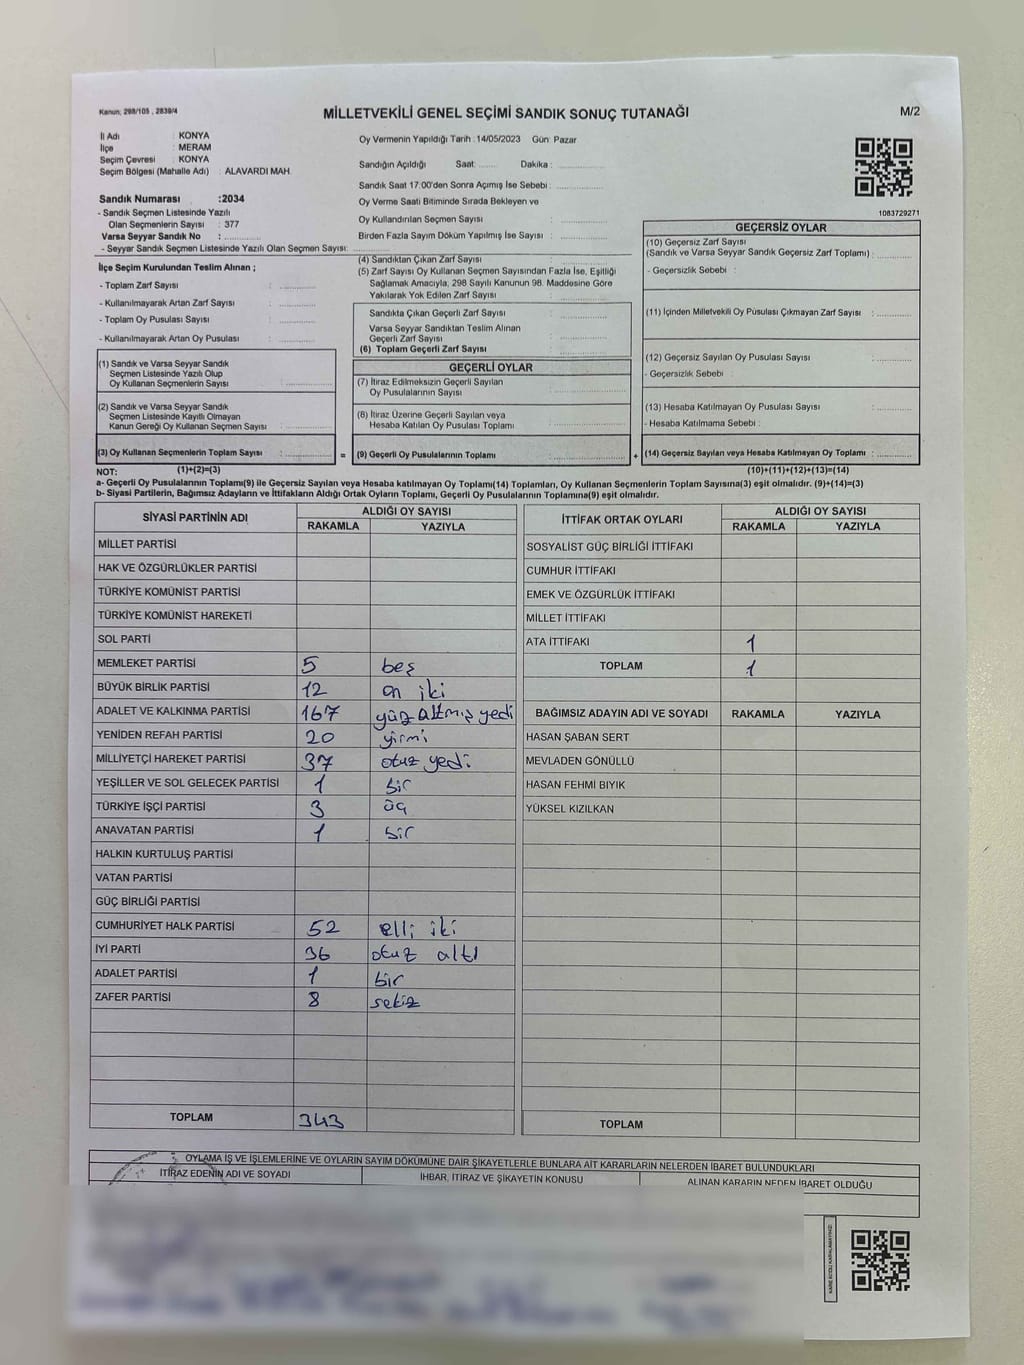 Kanun, 298/105 , 2839/4
MİLLETVEKİLİ GENEL SEÇİMİ SANDIK SONUÇ TUTANAĞI
M/2
İl Adı : KONYA
İlçe : MERAM
Seçim Çevresi : KONYA
Seçim Bölgesi (Mahalle Adı) : ALAVARDI MAH.
Sandık Numarası :2034
- Sandık Seçmen Listesinde Yazılı
Olan Seçmenlerin Sayısı : 377
Varsa Seyyar Sandık No :
- Seyyar Sandık Seçmen Listesinde Yazılı Olan Seçmen Sayısı:
Oy Vermenin Yapıldığı Tarih : 14/05/2023 Gün: Pazar
Sandığın Açıldığı Saat: Dakika :
Sandık Saat 17:00'den Sonra Açımış İse Sebebi :
Oy Verme Saati Bitiminde Sırada Bekleyen ve
Oy Kullandırılan Seçmen Sayısı :
Birden Fazla Sayım Döküm Yapılmış İse Sayısı :
1083729271
İlçe Seçim Kurulundan Teslim Alınan ;
- Toplam Zarf Sayısı :
- Kullanılmayarak Artan Zarf Sayısı :
- Toplam Oy Pusulası Sayısı :
- Kullanılmayarak Artan Oy Pusulası :
(4) Sandıktan Çıkan Zarf Sayısı :
(5) Zarf Sayısı Oy Kullanan Seçmen Sayısından Fazla İse, Eşitliği
Sağlamak Amacıyla, 298 Sayılı Kanunun 98. Maddesine Göre
Yakılarak Yok Edilen Zarf Sayısı :
Sandıkta Çıkan Geçerli Zarf Sayısı :
Varsa Seyyar Sandıktan Teslim Alınan
Geçerli Zarf Sayısı :
(6) Toplam Geçerli Zarf Sayısı
GEÇERSİZ OYLAR
(10) Geçersiz Zarf Sayısı
(Sandık ve Varsa Seyyar Sandık Geçersiz Zarf Toplamı) :
- Geçersizlik Sebebi :
(11) İçinden Milletvekili Oy Pusulası Çıkmayan Zarf Sayısı :
(12) Geçersiz Sayılan Oy Pusulası Sayısı :
- Geçersizlik Sebebi :
(13) Hesaba Katılmayan Oy Pusulası Sayısı :
- Hesaba Katılmama Sebebi :
(14) Geçersiz Sayılan veya Hesaba Katılmayan Oy Toplamı :
(1) Sandık ve Varsa Seyyar Sandık
Seçmen Listesinde Yazılı Olup
Oy Kullanan Seçmenlerin Sayısı :
(2) Sandık ve Varsa Seyyar Sandık
Seçmen Listesinde Kayıtlı Olmayan
Kanun Gereği Oy Kullanan Seçmen Sayısı :
(3) Oy Kullanan Seçmenlerin Toplam Sayısı :
=
GEÇERLİ OYLAR
(7) İtiraz Edilmeksizin Geçerli Sayılan
Oy Pusulalarının Sayısı :
(8) İtiraz Üzerine Geçerli Sayılan veya
Hesaba Katılan Oy Pusulası Toplamı :
(9) Geçerli Oy Pusulalarının Toplamı :
+
NOT: (1)+(2)=(3)
(10)+(11)+(12)+(13)=(14)
a- Geçerli Oy Pusulalarının Toplamı(9) ile Geçersiz Sayılan veya Hesaba katılmayan Oy Toplamı(14) Toplamları, Oy Kullanan Seçmenlerin Toplam Sayısına(3) eşit olmalıdır. (9)+(14)=(3)
b- Siyasi Partilerin, Bağımsız Adayların ve İttifakların Aldığı Ortak Oyların Toplamı, Geçerli Oy Pusulalarının Toplamına(9) eşit olmalıdır.
SİYASİ PARTİNİN ADI ALDIĞI OY SAYISI
RAKAMLA YAZIYLA
MİLLET PARTİSİ
HAK VE ÖZGÜRLÜKLER PARTİSİ
TÜRKİYE KOMÜNİST PARTİSİ
TÜRKİYE KOMÜNİST HAREKETİ
SOL PARTİ
MEMLEKET PARTİSİ 5 beş
BÜYÜK BİRLİK PARTİSİ 12 on iki
ADALET VE KALKINMA PARTİSİ 167 yüz altmış yedi
YENİDEN REFAH PARTİSİ 20 yirmi
MİLLİYETÇİ HAREKET PARTİSİ 37 otuz yedi
YEŞİLLER VE SOL GELECEK PARTİSİ 1 bir
TÜRKİYE İŞÇİ PARTİSİ 3 üç
ANAVATAN PARTİSİ 1 bir
HALKIN KURTULUŞ PARTİSİ
VATAN PARTİSİ
GÜÇ BİRLİĞİ PARTİSİ
CUMHURİYET HALK PARTİSİ 52 elli iki
İYİ PARTİ 36 otuz altı
ADALET PARTİSİ 1 bir
ZAFER PARTİSİ 8 sekiz
TOPLAM 343
İTTİFAK ORTAK OYLARI ALDIĞI OY SAYISI
RAKAMLA YAZIYLA
SOSYALİST GÜÇ BİRLİĞİ İTTİFAKI
CUMHUR İTTİFAKI
EMEK VE ÖZGÜRLÜK İTTİFAKI
MİLLET İTTİFAKI
ATA İTTİFAKI 1
TOPLAM 1
BAĞIMSIZ ADAYIN ADI VE SOYADI RAKAMLA YAZIYLA
HASAN ŞABAN SERT
MEVLADEN GÖNÜLLÜ
HASAN FEHMİ BIYIK
YÜKSEL KIZILKAN
TOPLAM
OYLAMA İŞ VE İŞLEMLERİNE VE OYLARIN SAYIM DÖKÜMÜNE DAİR ŞİKAYETLERLE BUNLARA AİT KARARLARIN NELERDEN İBARET BULUNDUKLARI
İTİRAZ EDENİN ADI VE SOYADI İHBAR, İTİRAZ VE ŞİKAYETİN KONUSU ALINAN KARARIN NEDEN İBARET OLDUĞU